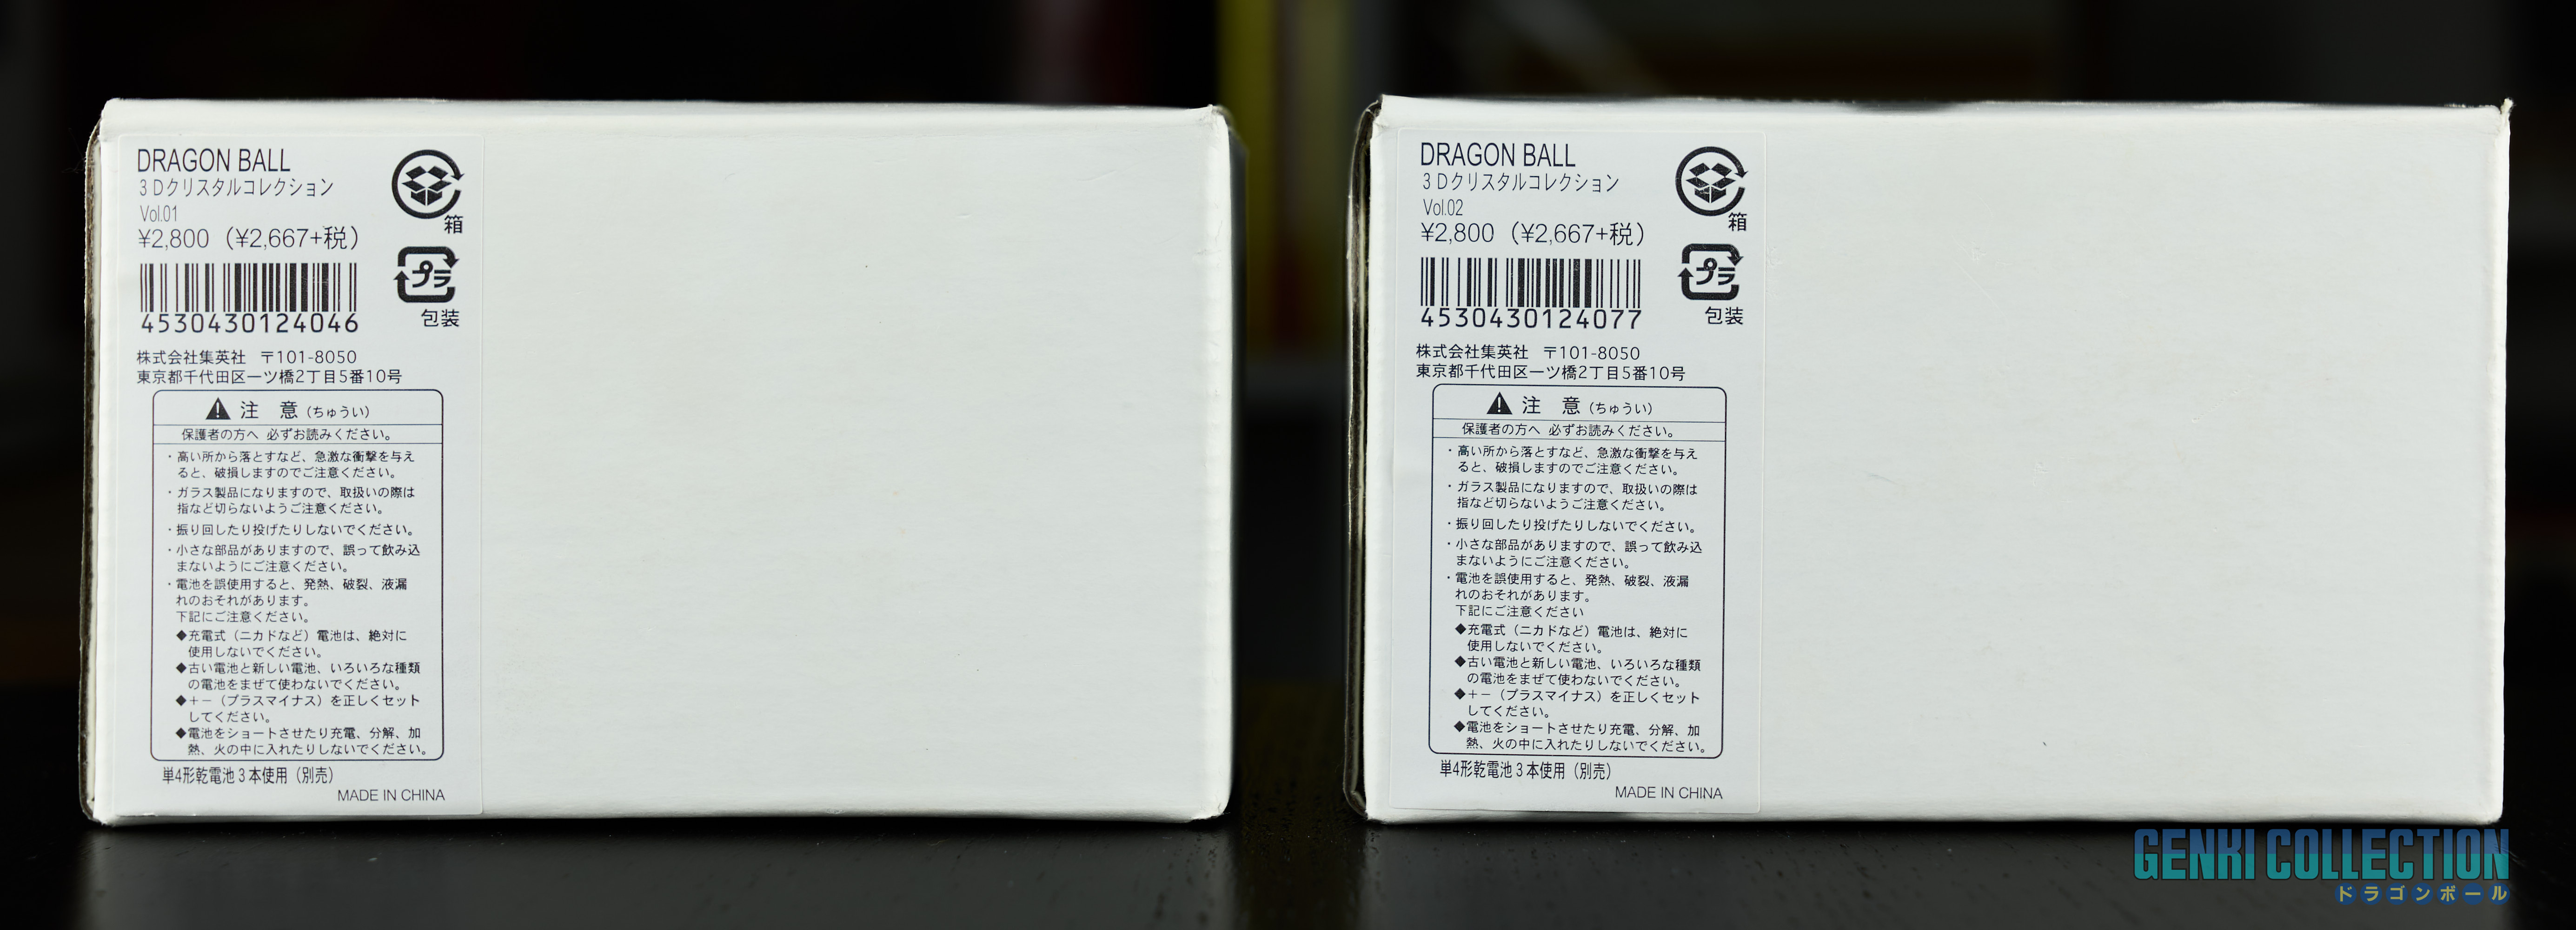 DRAGON BALL
3Dクリスタルコレクション
Vol.01
¥2,800（¥2,667+税）
4530430124046
箱
プラ
包装
株式会社集英社　〒101-8050
東京都千代田区一ツ橋2丁目5番10号
注　意（ちゅうい）
保護者の方へ 必ずお読みください。
・高い所から落とすなど、急激な衝撃を与え
ると、破損しますのでご注意ください。
・ガラス製品になりますので、取扱いの際は
指など切らないようご注意ください。
・振り回したり投げたりしないでください。
・小さな部品がありますので、誤って飲み込
まないようにご注意ください。
・電池を誤使用すると、発熱、破裂、液漏
れのおそれがあります。
下記にご注意ください。
◆充電式（ニカドなど）電池は、絶対に
使用しないでください。
◆古い電池と新しい電池、いろいろな種類
の電池をまぜて使わないでください。
◆＋－（プラスマイナス）を正しくセット
してください。
◆電池をショートさせたり充電、分解、加
熱、火の中に入れたりしないでください。
単4形乾電池3本使用（別売）
MADE IN CHINA
DRAGON BALL
3Dクリスタルコレクション
Vol.02
¥2,800（¥2,667+税）
4530430124077
箱
プラ
包装
株式会社集英社　〒101-8050
東京都千代田区一ツ橋2丁目5番10号
注　意（ちゅうい）
保護者の方へ 必ずお読みください。
・高い所から落とすなど、急激な衝撃を与え
ると、破損しますのでご注意ください。
・ガラス製品になりますので、取扱いの際は
指など切らないようご注意ください。
・振り回したり投げたりしないでください。
・小さな部品がありますので、誤って飲み込
まないようにご注意ください。
・電池を誤使用すると、発熱、破裂、液漏
れのおそれがあります。
下記にご注意ください
◆充電式（ニカドなど）電池は、絶対に
使用しないでください。
◆古い電池と新しい電池、いろいろな種類
の電池をまぜて使わないでください。
◆＋－（プラスマイナス）を正しくセット
してください。
◆電池をショートさせたり充電、分解、加
熱、火の中に入れたりしないでください。
単4形乾電池3本使用（別売）
MADE IN CHINA
GENKI COLLECTION
ドラゴンボール